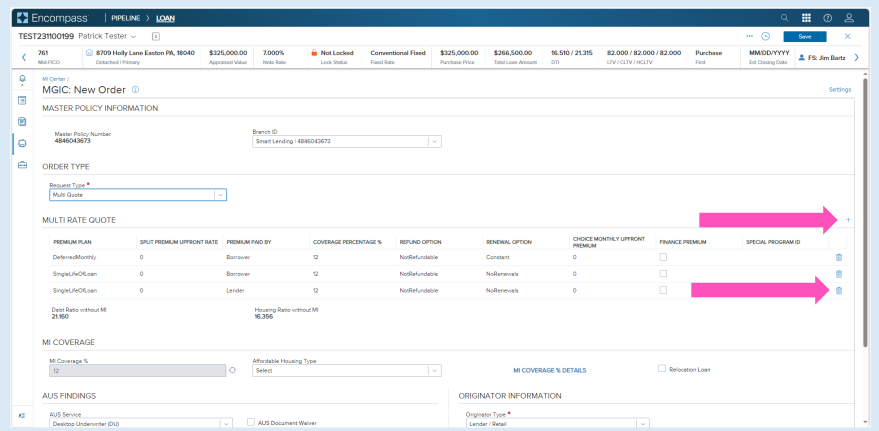 Encompass® | PIPELINE > LOAN
TEST231100199 Patrick Tester Save
761 8709 Holly Lane Easton PA, 18040 $325,000.00 7.000% Not Locked Conventional Fixed $325,000.00 $266,500.00 16.510 / 21.315 82.000 / 82.000 / 82.000 Purchase MM/DD/YYYY FS: Jim Bartz
Mid-FICO Detached | Primary Appraised Value Note Rate Lock Status Fixed Rate Purchase Price Total Loan Amount DTI LTV / CLTV / HCLTV First Est Closing Date
MI Center /
MGIC: New Order Settings
MASTER POLICY INFORMATION
Master Policy Number Branch ID
4846043673 Smart Lending | 4846043673
ORDER TYPE
Request Type *
Multi Quote
MULTI RATE QUOTE +
PREMIUM PLAN SPLIT PREMIUM UPFRONT RATE PREMIUM PAID BY COVERAGE PERCENTAGE % REFUND OPTION RENEWAL OPTION CHOICE MONTHLY UPFRONT PREMIUM FINANCE PREMIUM SPECIAL PROGRAM ID
DeferredMonthly 0 Borrower 12 NotRefundable Constant 0
SingleLifeOfLoan 0 Borrower 12 NotRefundable NoRenewals 0
SingleLifeOfLoan 0 Lender 12 NotRefundable NoRenewals 0
Debt Ratio without MI Housing Ratio without MI
21.160 16.356
MI COVERAGE
MI Coverage % Affordable Housing Type
12 Select MI COVERAGE % DETAILS Relocation Loan
AUS FINDINGS ORIGINATOR INFORMATION
AUS Service Originator Type *
Desktop Underwriter (DU) AUS Document Waiver Lender / Retail